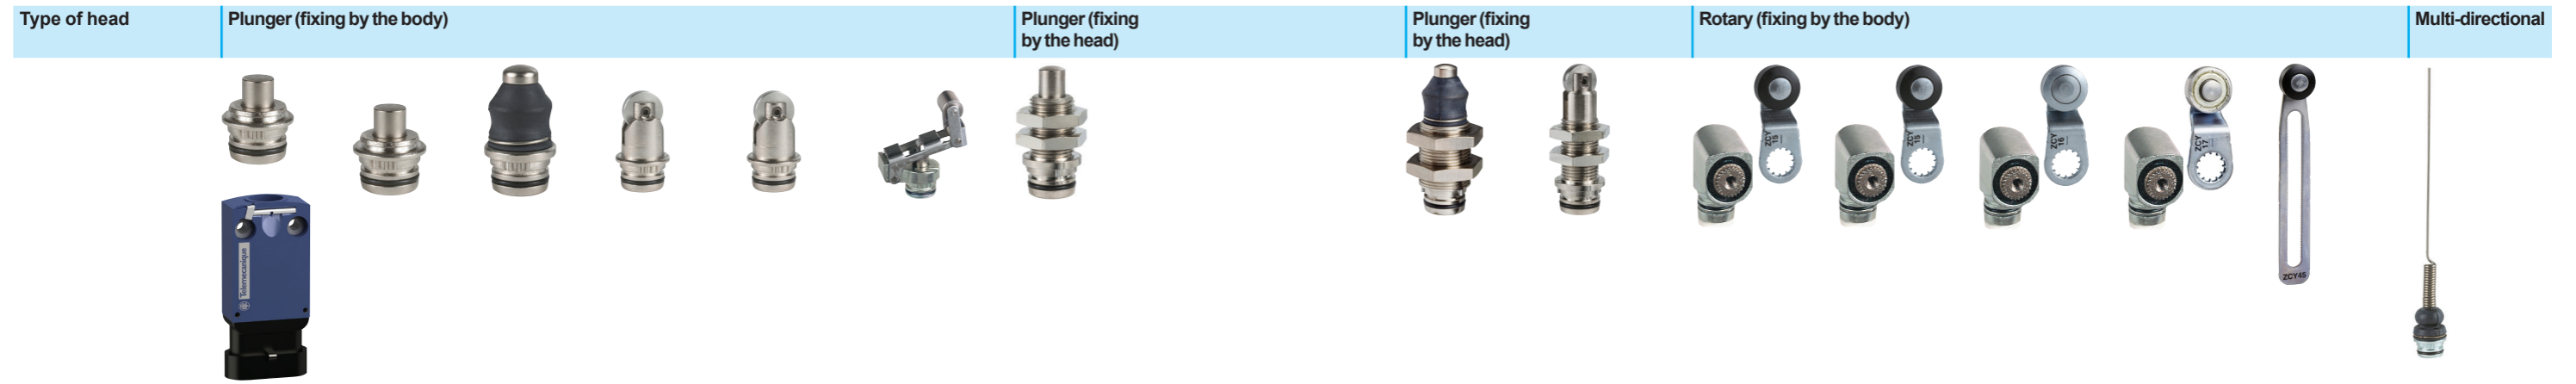 Type of head
Plunger (fixing by the body)
Plunger (fixing
by the head)
Plunger (fixing
by the head)
Rotary (fixing by the body)
Multi-directional
ZCY
15
ZCY
15
ZCY
16
ZCY
17
ZCY45
Telemecanique